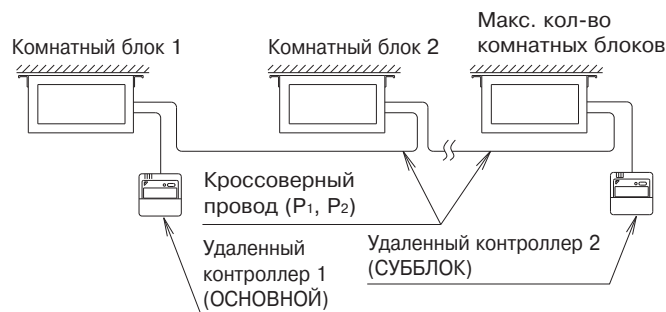 Комнатный блок 1
Комнатный блок 2
Макс. кол-во
комнатных блоков
Кроссоверный
провод (P1, P2)
Удаленный
контроллер 1
(ОСНОВНОЙ)
Удаленный контроллер 2
(СУББЛОК)